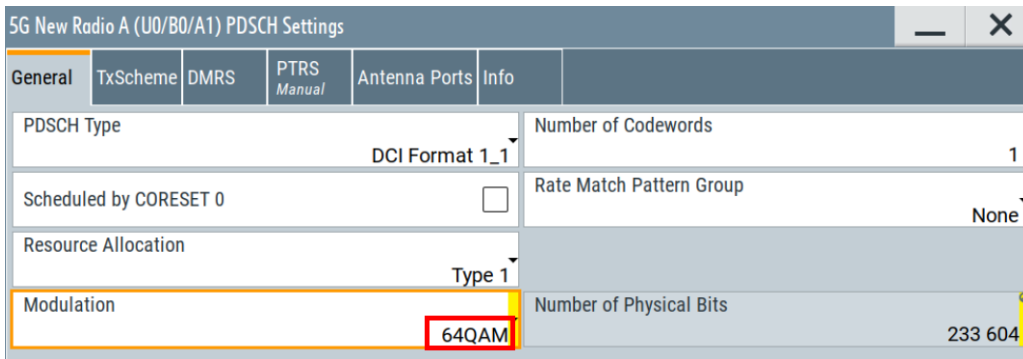 5G New Radio A (U0/B0/A1) PDSCH Settings
General TxScheme DMRS PTRS Manual Antenna Ports Info
PDSCH Type
DCI Format 1_1
Number of Codewords
1
Scheduled by CORESET 0
Rate Match Pattern Group
None
Resource Allocation
Type 1
Modulation
64QAM
Number of Physical Bits
233 604